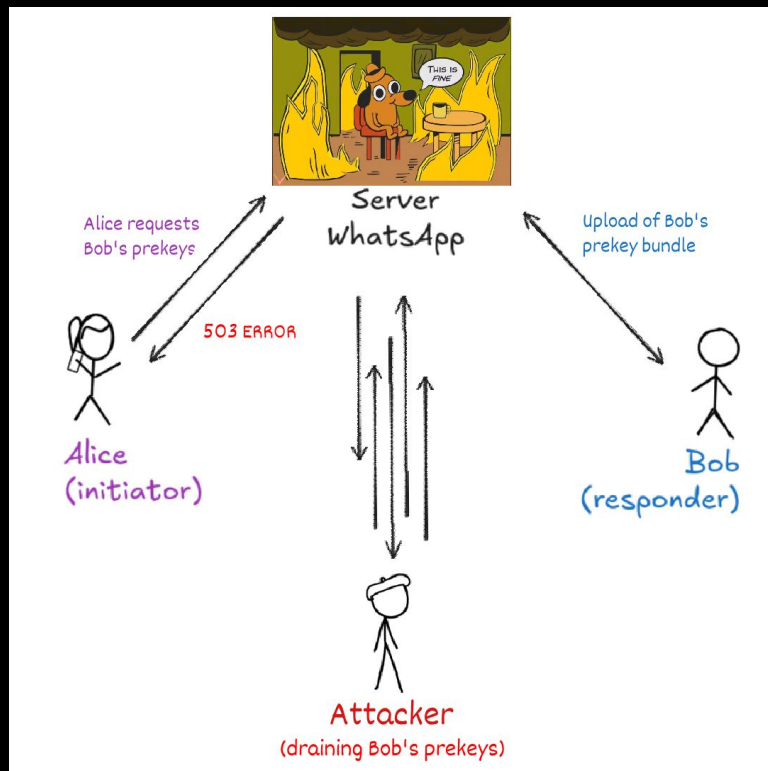 THIS IS
FINE
Server
WhatsApp
Alice requests
Bob's prekeys
503 ERROR
Upload of Bob's
prekey bundle
Alice
(initiator)
Bob
(responder)
Attacker
(draining Bob's prekeys)